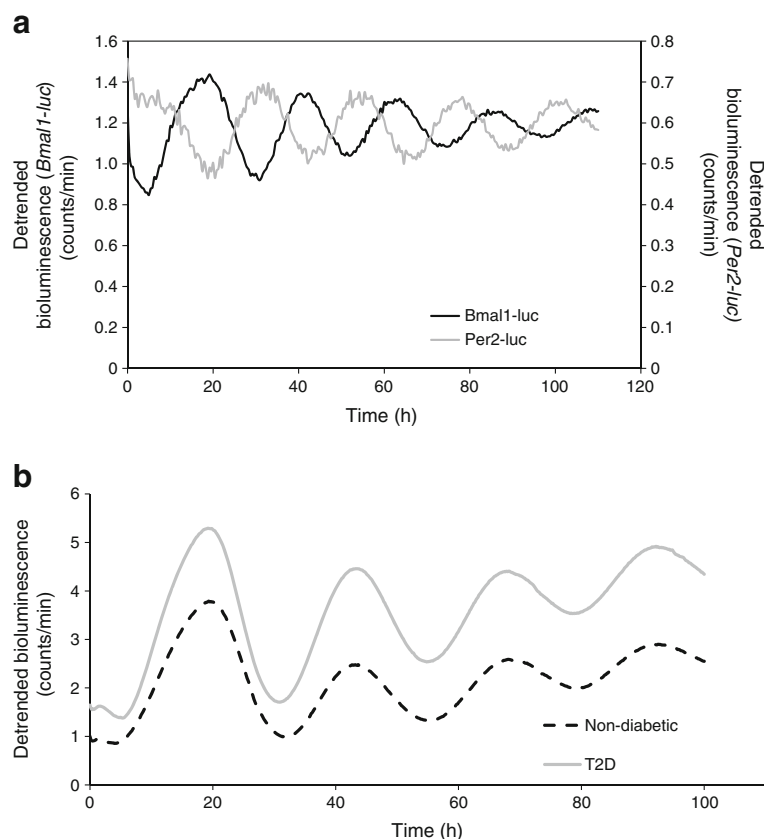 a
Detrended
bioluminescence (Bmal1-luc)
(counts/min)
1.6
1.4
1.2
1.0
0.8
1.6
1.4
1.2
0
0
20
40
60
80
100
120
Time (h)
Bmal1-luc
Per2-luc
0.8
0.7
0.6
0.5
0.4
0.3
0.2
0.1
0
Detrended
bioluminescence (Per2-luc)
(counts/min)
b
Detrended bioluminescence
(counts/min)
6
5
4
3
2
1
0
0
20
40
60
80
100
Time (h)
Non-diabetic
T2D